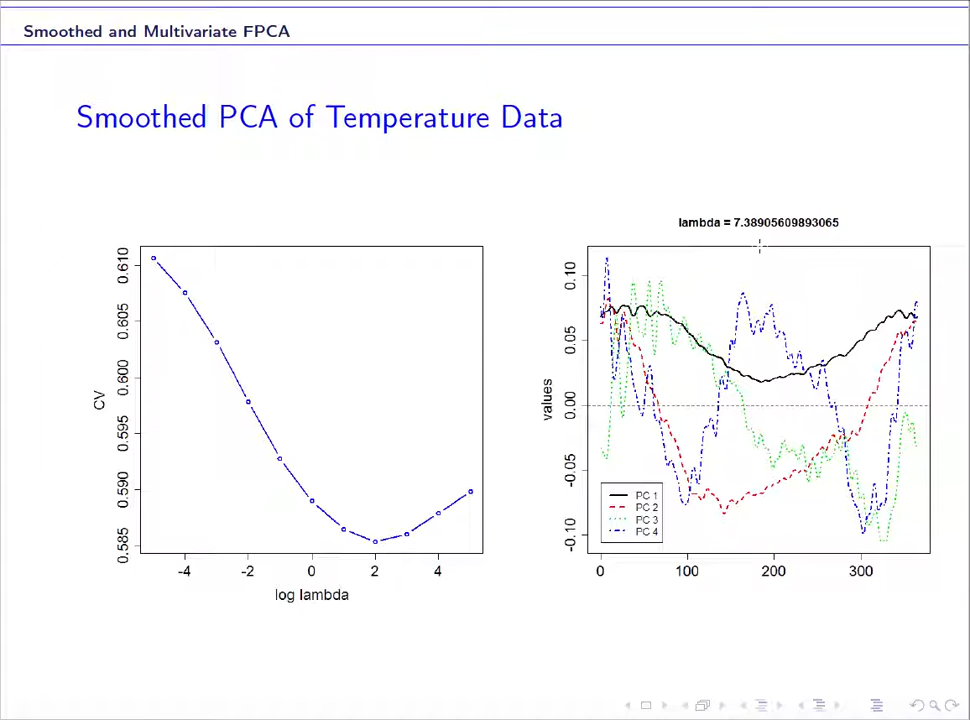 Smoothed and Multivariate FPCA
Smoothed PCA of Temperature Data
CV
0.610
0.605
0.600
0.595
0.590
0.585
-4 -2 0 2 4
log lambda
lambda = 7.38905609893065
values
0.10
0.05
0.00
-0.05
-0.10
PC 1
PC 2
PC 3
PC 4
0 100 200 300